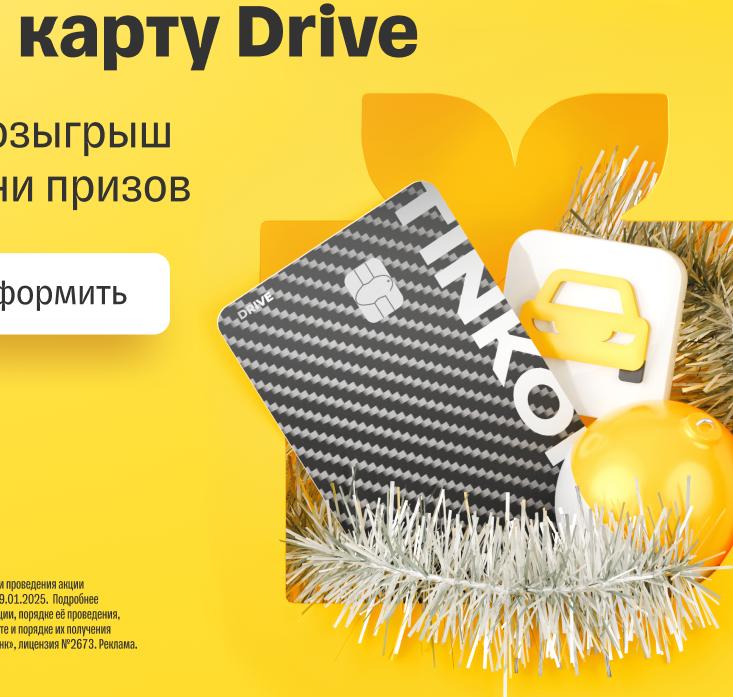 карту Drive
озыгрыш
ни призов
формить
DRIVE
TINKO
и проведения акции
9.01.2025. Подробнее
ции, порядке её проведения,
те и порядке их получения
нк», лицензия №2673. Реклама.